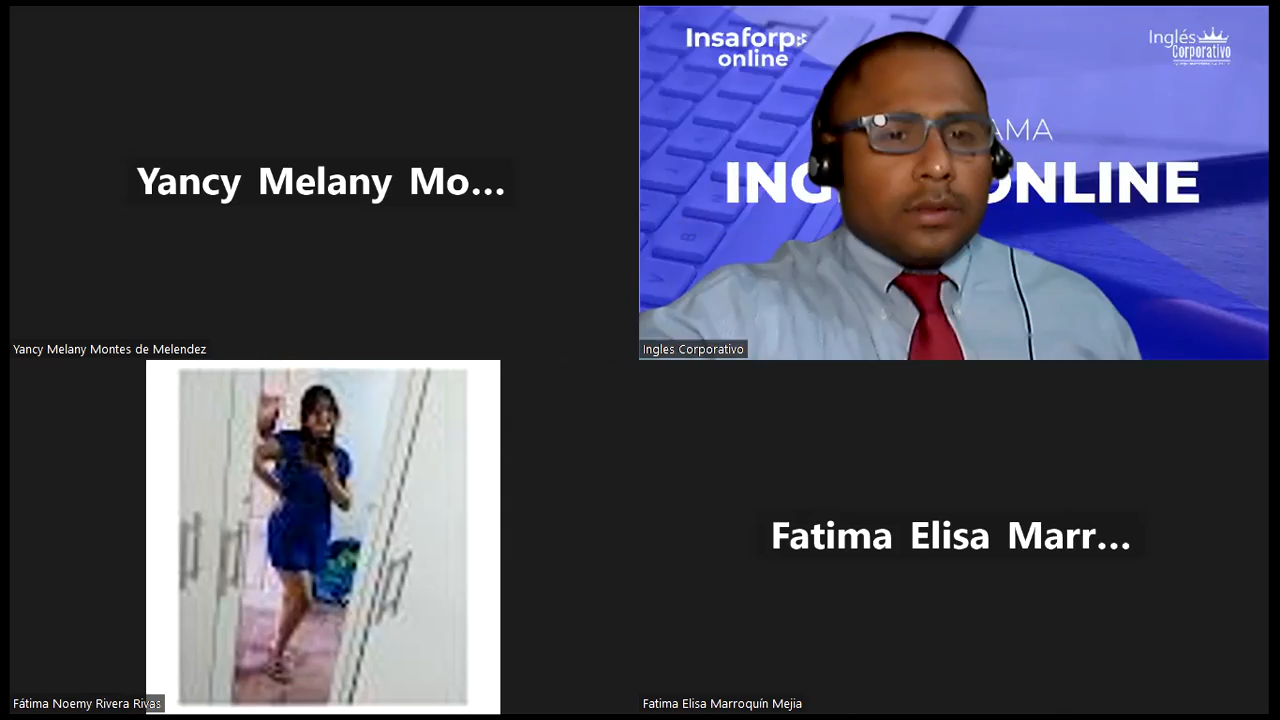 Yancy Melany Mo...
Yancy Melany Montes de Melendez
Insaforp
online
Inglés
Corporativo
AMA
ING ONLINE
Ingles Corporativo
Fátima Noemy Rivera Rivas
Fatima Elisa Marr...
Fatima Elisa Marroquín Mejia